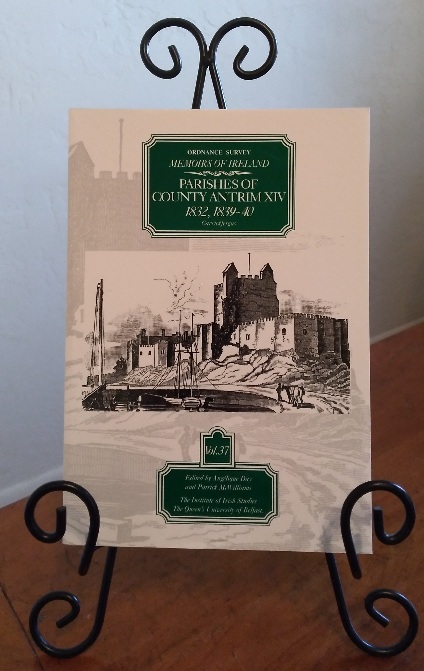 ORDNANCE SURVEY
MEMOIRS OF IRELAND
PARISHES OF
COUNTY ANTRIM XIV
1832, 1839–40
Carrickfergus
Vol. 37
Edited by Angélique Day
and Patrick McWilliams
The Institute of Irish Studies
The Queen's University of Belfast